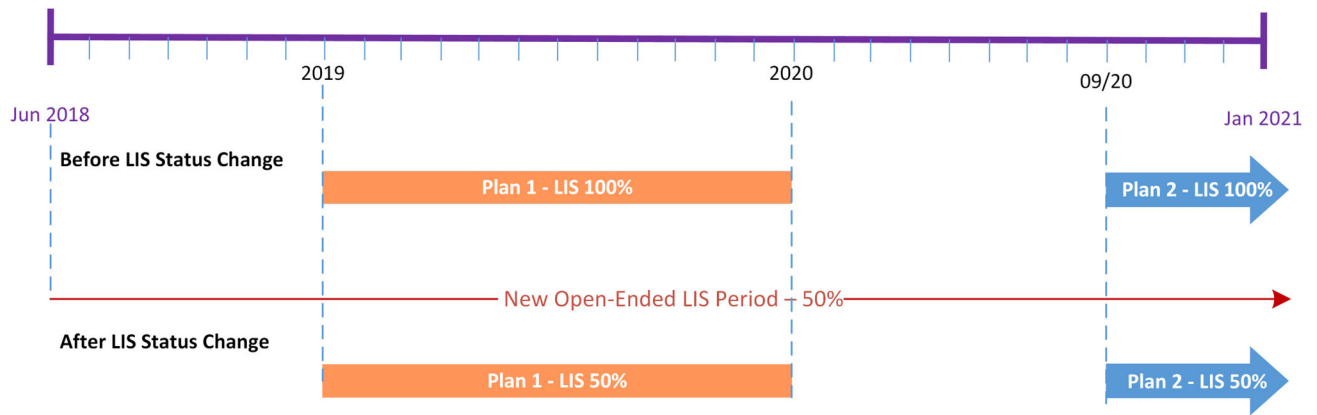 2019
2020
09/20
Jun 2018
Jan 2021
Before LIS Status Change
Plan 1 - LIS 100%
Plan 2 - LIS 100%
New Open-Ended LIS Period – 50%
After LIS Status Change
Plan 1 - LIS 50%
Plan 2 - LIS 50%